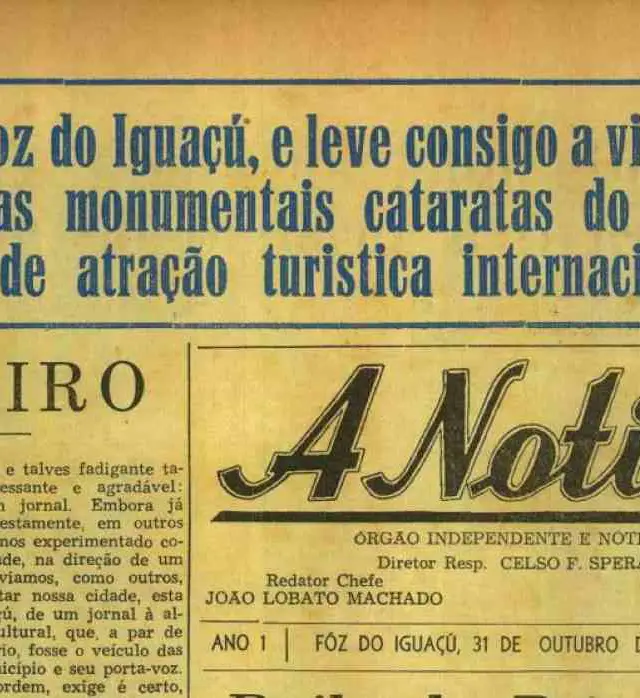 oz do Iguaçú, e leve consigo a vi
as monumentais cataratas do
de atração turistica internaci
IRO
e talves fadigante ta-
essante e agradável:
jornal. Embora já
estamente, em outros
nos experimentado co-
de, na direção de um
viamos, como outros,
tar nossa cidade, esta
ú, de um jornal à al-
ultural, que, a par de
rio, fosse o veículo das
icípio e seu porta-voz.
ordem, exige é certo,
A Noti
ÓRGÃO INDEPENDENTE E NOTI
Diretor Resp. CELSO F. SPERA
Redator Chefe
JOÃO LOBATO MACHADO
ANO 1 | FÓZ DO IGUAÇÚ, 31 DE OUTUBRO D